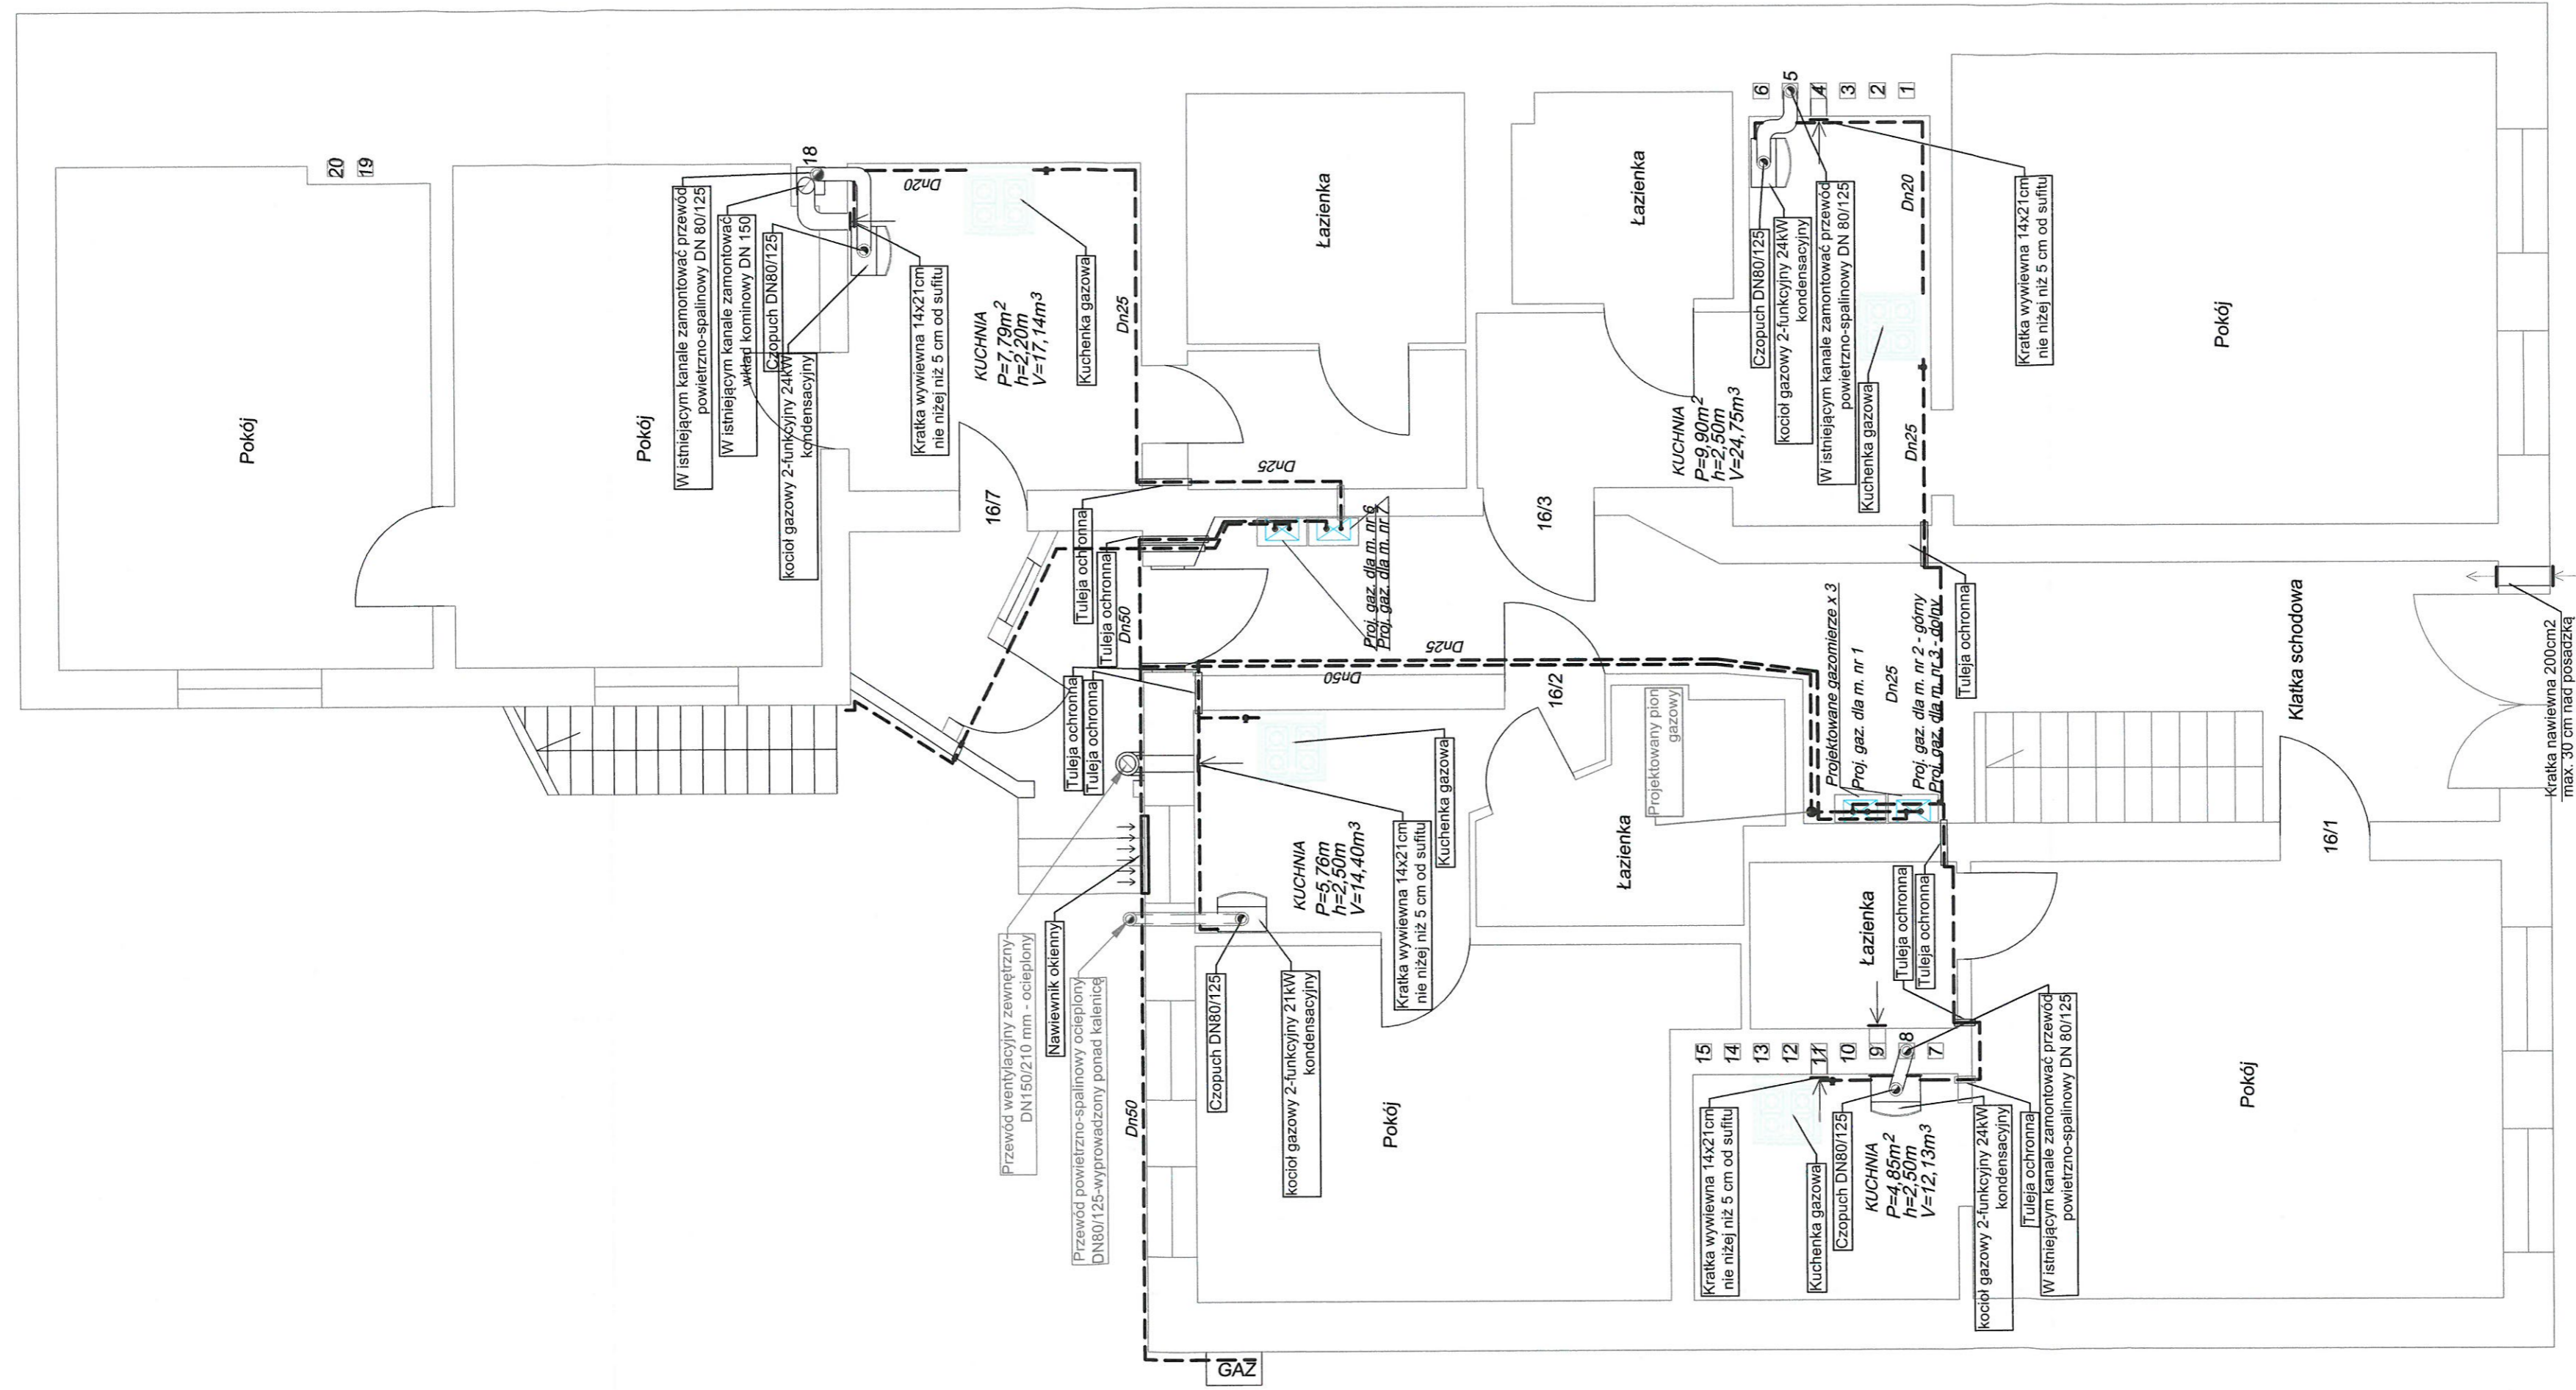 Pokój
20
19
Pokój
W istniejącym kanale zamontować przewód
powietrzno-spalinowy DN 80/125
W istniejącym kanale zamontować
wkład kominowy DN 150
Czopuch DN80/125
kocioł gazowy 2-funkcyjny 24kW
kondensacyjny
18
Dn20
Kratka wywiewna 14x21cm
nie niżej niż 5 cm od sufitu
KUCHNIA
P=7,79m²
h=2,20m
V=17,14m³
Kuchenka gazowa
Dn25
16/7
Łazienka
Dn25
Tuleja ochronna
Tuleja ochronna
Dn50
Proj. gaz. dla m. nr 6
Proj. gaz. dla m. nr 7
Łazienka
16/3
6
5
4
3
2
1
Czopuch DN80/125
kocioł gazowy 2-funkcyjny 24kW
kondensacyjny
W istniejącym kanale zamontować przewód
powietrzno-spalinowy DN 80/125
Kuchenka gazowa
KUCHNIA
P=9,90m²
h=2,50m
V=24,75m³
Dn20
Dn25
Kratka wywiewna 14x21cm
nie niżej niż 5 cm od sufitu
Pokój
Tuleja ochronna
Tuleja ochronna
Dn25
Dn50
16/2
Projektowany pion
gazowy
Projektowane gazomierze x 3
Proj. gaz. dla m. nr 1
Dn25
Proj. gaz. dla m. nr 2 - górny
Proj. gaz. dla m. nr 3 - dolny
Tuleja ochronna
Klatka schodowa
Kratka nawiewna 200cm2
max. 30 cm nad posadzką
Przewód wentylacyjny zewnętrzny-
DN150/210 mm - ocieplony
Nawiewnik okienny
Przewód powietrzno-spalinowy ocieplony
DN80/125-wyprowadzony ponad kalenicę
Dn50
Czopuch DN80/125
kocioł gazowy 2-funkcyjny 21kW
kondensacyjny
KUCHNIA
P=5,76m
h=2,50m
V=14,40m³
Kratka wywiewna 14x21cm
nie niżej niż 5 cm od sufitu
Kuchenka gazowa
Pokój
Łazienka
Łazienka
Tuleja ochronna
Tuleja ochronna
16/1
15
14
13
12
11
10
9
8
7
Kratka wywiewna 14x21cm
nie niżej niż 5 cm od sufitu
Kuchenka gazowa
Czopuch DN80/125
KUCHNIA
P=4,85m²
h=2,50m
V=12,13m³
kocioł gazowy 2-funkcyjny 24kW
kondensacyjny
Tuleja ochronna
W istniejącym kanale zamontować przewód
powietrzno-spalinowy DN 80/125
Pokój
GAZ